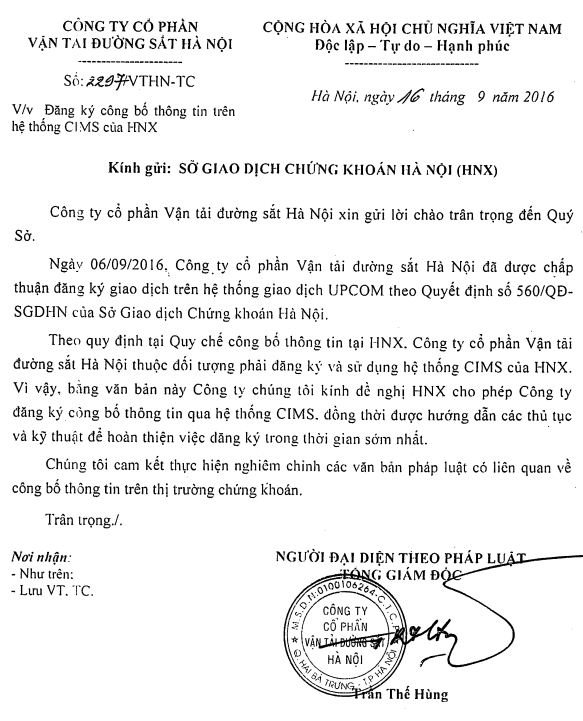 CÔNG TY CỔ PHẦN
VẬN TẢI ĐƯỜNG SẮT HÀ NỘI
CỘNG HÒA XÃ HỘI CHỦ NGHĨA VIỆT NAM
Độc lập – Tự do – Hạnh phúc
Số: 2297/VTHN-TC
Hà Nội, ngày 16 tháng 9 năm 2016
V/v Đăng ký công bố thông tin trên
hệ thống CIMS của HNX
Kính gửi: SỞ GIAO DỊCH CHỨNG KHOÁN HÀ NỘI (HNX)
Công ty cổ phần Vận tải đường sắt Hà Nội xin gửi lời chào trân trọng đến Quý
Sở.
Ngày 06/09/2016, Công ty cổ phần Vận tải đường sắt Hà Nội đã được chấp
thuận đăng ký giao dịch trên hệ thống giao dịch UPCOM theo Quyết định số 560/QĐ-
SGDHN của Sở Giao dịch Chứng khoán Hà Nội.
Theo quy định tại Quy chế công bố thông tin tại HNX. Công ty cổ phần Vận tải
đường sắt Hà Nội thuộc đối tượng phải đăng ký và sử dụng hệ thống CIMS của HNX.
Vì vậy, bằng văn bản này Công ty chúng tôi kính đề nghị HNX cho phép Công ty
đăng ký công bố thông tin qua hệ thống CIMS. đồng thời được hướng dẫn các thủ tục
và kỹ thuật để hoàn thiện việc đăng ký trong thời gian sớm nhất.
Chúng tôi cam kết thực hiện nghiêm chỉnh các văn bản pháp luật có liên quan về
công bố thông tin trên thị trường chứng khoán.
Trân trọng./.
Nơi nhận:
- Như trên:
- Lưu VT. TC.
NGƯỜI ĐẠI DIỆN THEO PHÁP LUẬT
TỔNG GIÁM ĐỐC
M.S.D.N:0100106264-C.T.C.P
CÔNG TY
CỔ PHẦN
VẬN TẢI ĐƯỜNG SẮT
HÀ NỘI
Q. HAI BÀ TRƯNG - T.P HÀ NỘI
Trần Thế Hùng